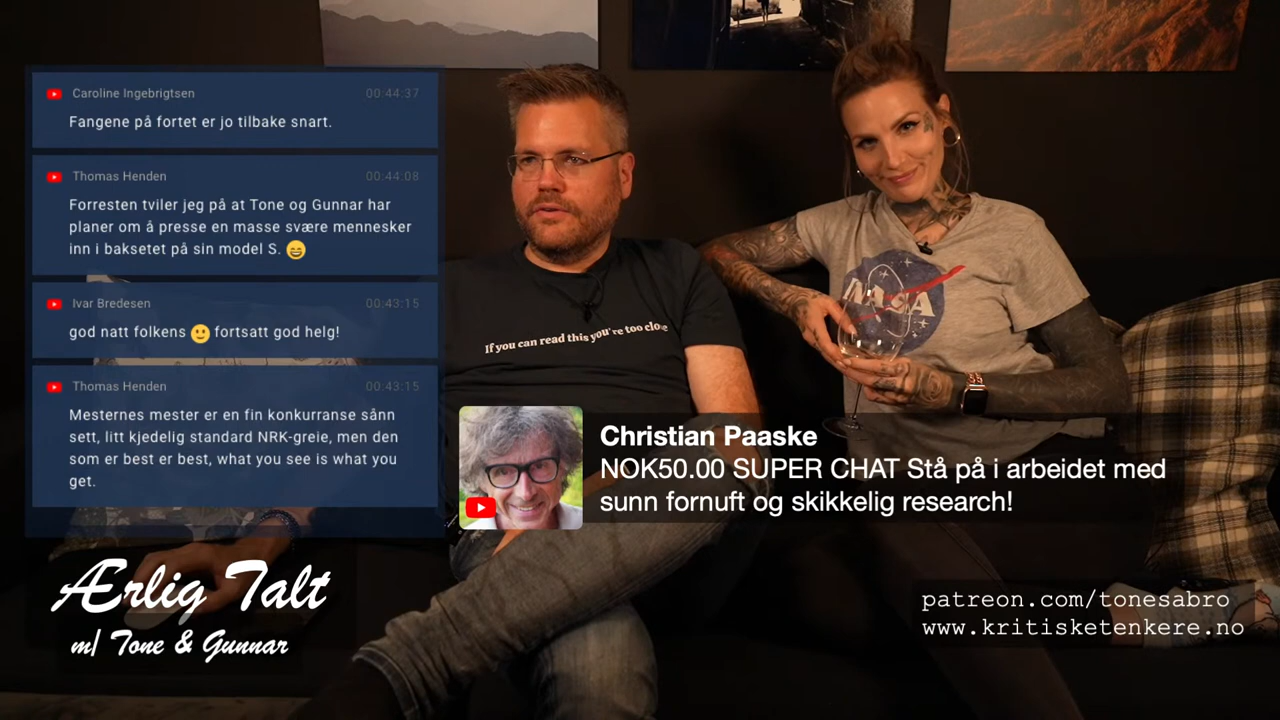 Caroline Ingebrigtsen 00:44:37
Fangene på fortet er jo tilbake snart.
Thomas Henden 00:44:08
Forresten tviler jeg på at Tone og Gunnar har
planer om å presse en masse svære mennesker
inn i baksetet på sin model S. 😄
Ivar Bredesen 00:43:15
god natt folkens 🙂 fortsatt god helg!
Thomas Henden 00:43:15
Mesternes mester er en fin konkurranse sånn
sett, litt kjedelig standard NRK-greie, men den
som er best er best, what you see is what you
get.
If you can read this you're too close
NASA
Christian Paaske
NOK50.00 SUPER CHAT Stå på i arbeidet med
sunn fornuft og skikkelig research!
Ærlig Talt
m/ Tone & Gunnar
patreon.com/tonesabro
www.kritisketenkere.no